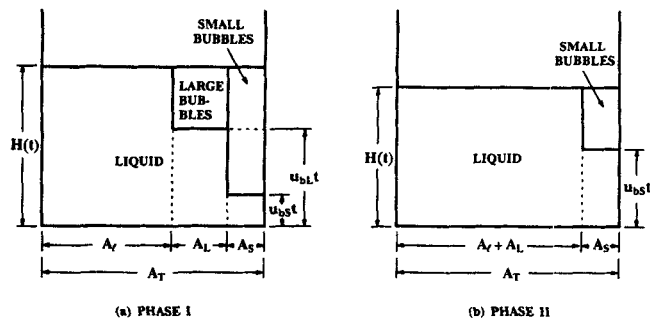 SMALL
BUBBLES
LARGE
BUB-
BLES
H(t)
LIQUID
u_bL t
u_bS t
A_ℓ
A_L
A_S
A_T
(a) PHASE I
SMALL
BUBBLES
H(t)
LIQUID
u_bS t
A_ℓ + A_L
A_S
A_T
(b) PHASE II